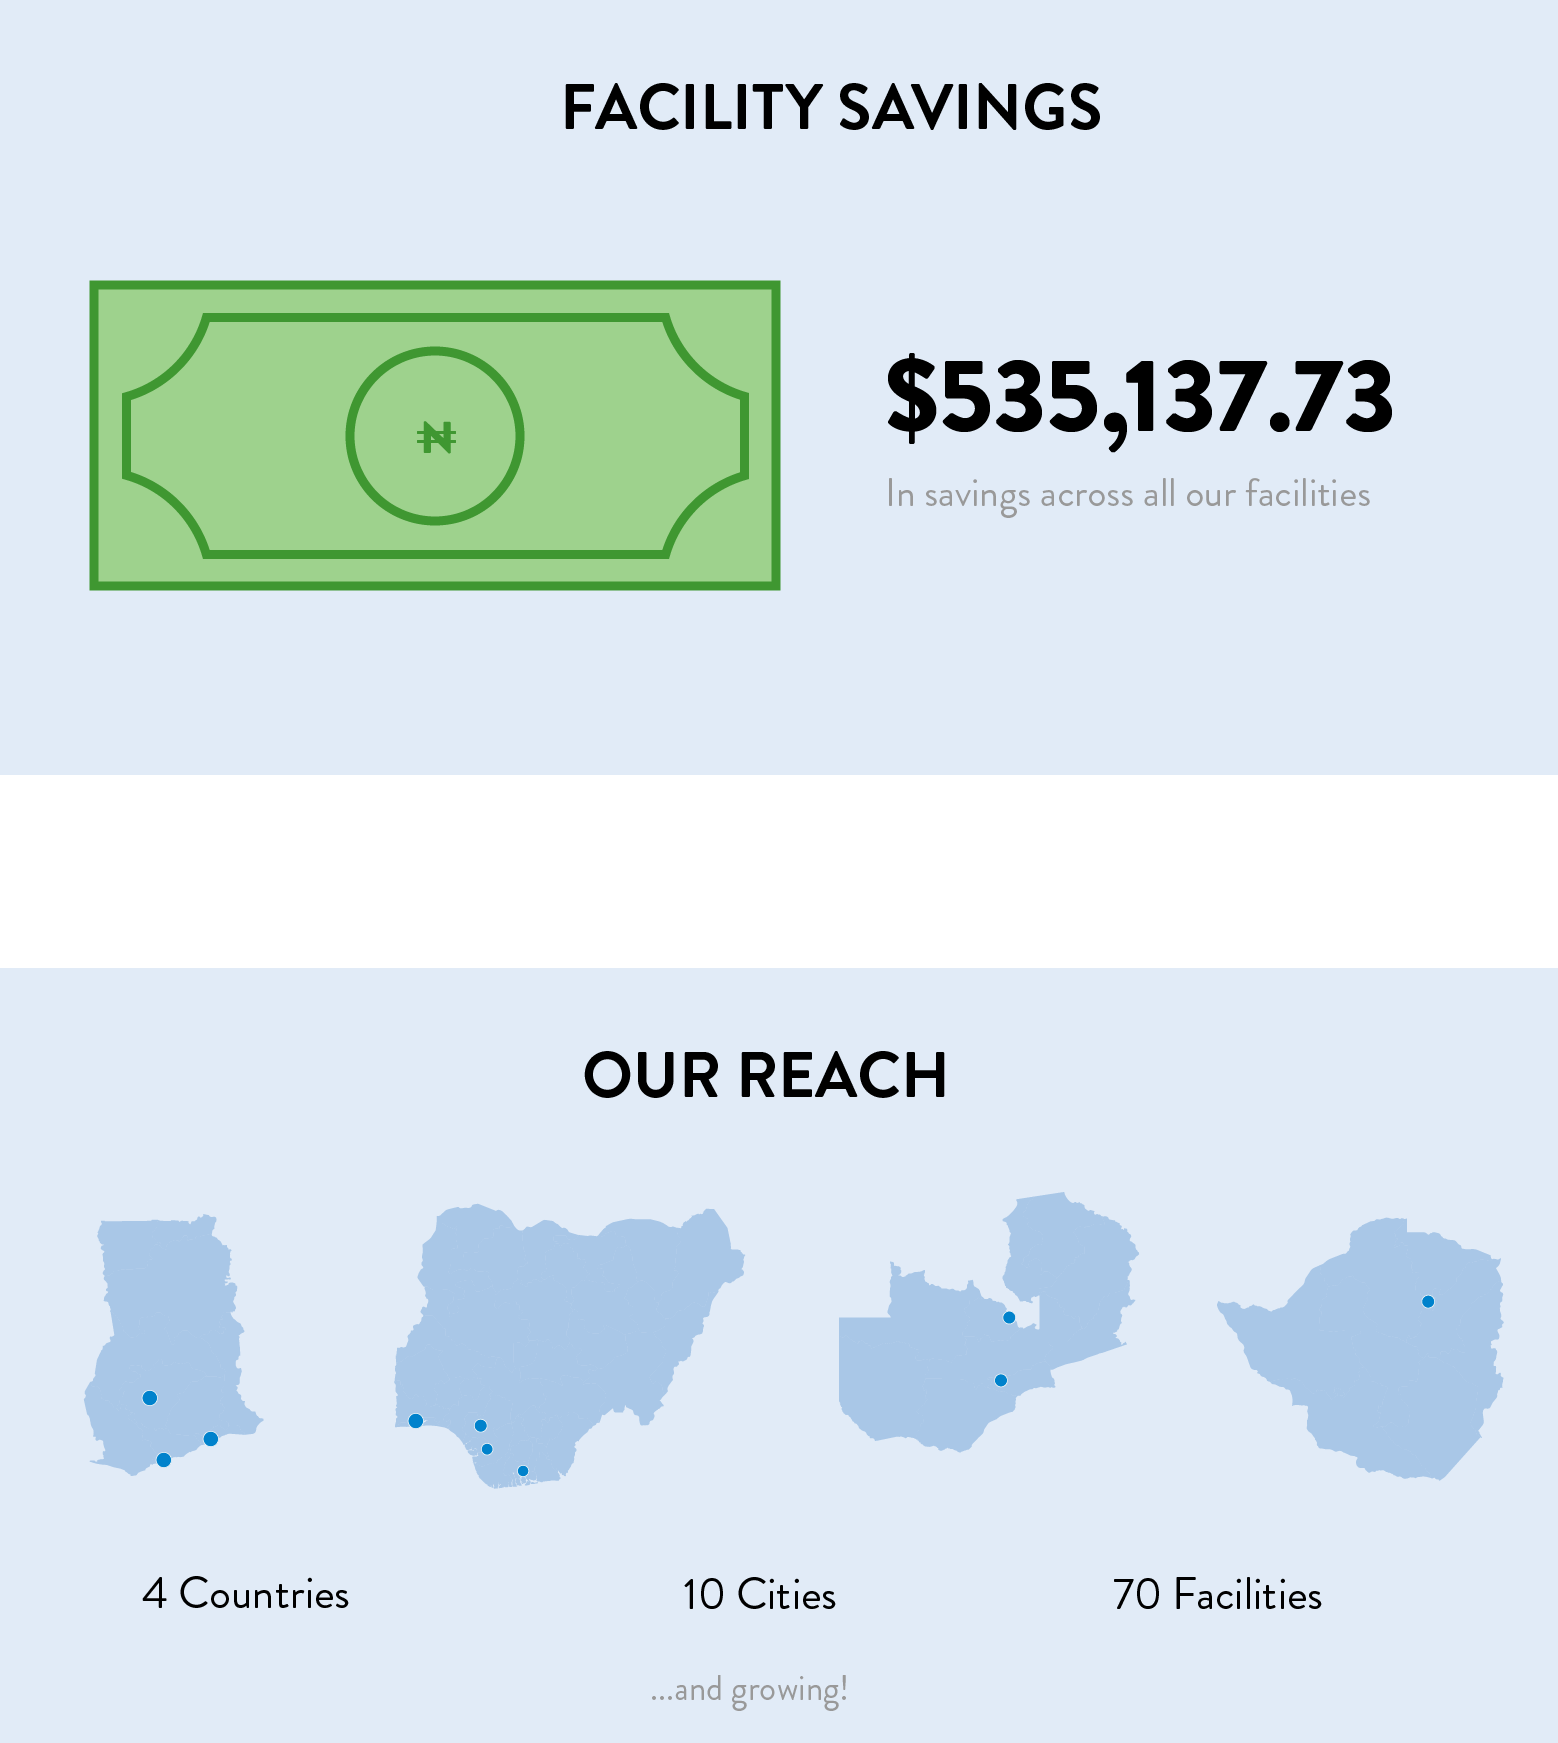 FACILITY SAVINGS
₦
$535,137.73
In savings across all our facilities
OUR REACH
4 Countries
10 Cities
70 Facilities
...and growing!